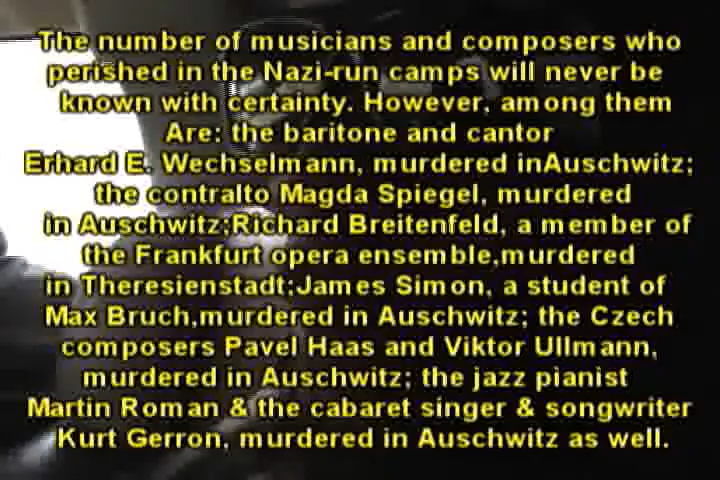 The number of musicians and composers who
perished in the Nazi-run camps will never be
known with certainty. However, among them
Are: the baritone and cantor
Erhard E. Wechselmann, murdered inAuschwitz;
the contralto Magda Spiegel, murdered
in Auschwitz;Richard Breitenfeld, a member of
the Frankfurt opera ensemble,murdered
in Theresienstadt;James Simon, a student of
Max Bruch,murdered in Auschwitz; the Czech
composers Pavel Haas and Viktor Ullmann,
murdered in Auschwitz; the jazz pianist
Martin Roman & the cabaret singer & songwriter
Kurt Gerron, murdered in Auschwitz as well.